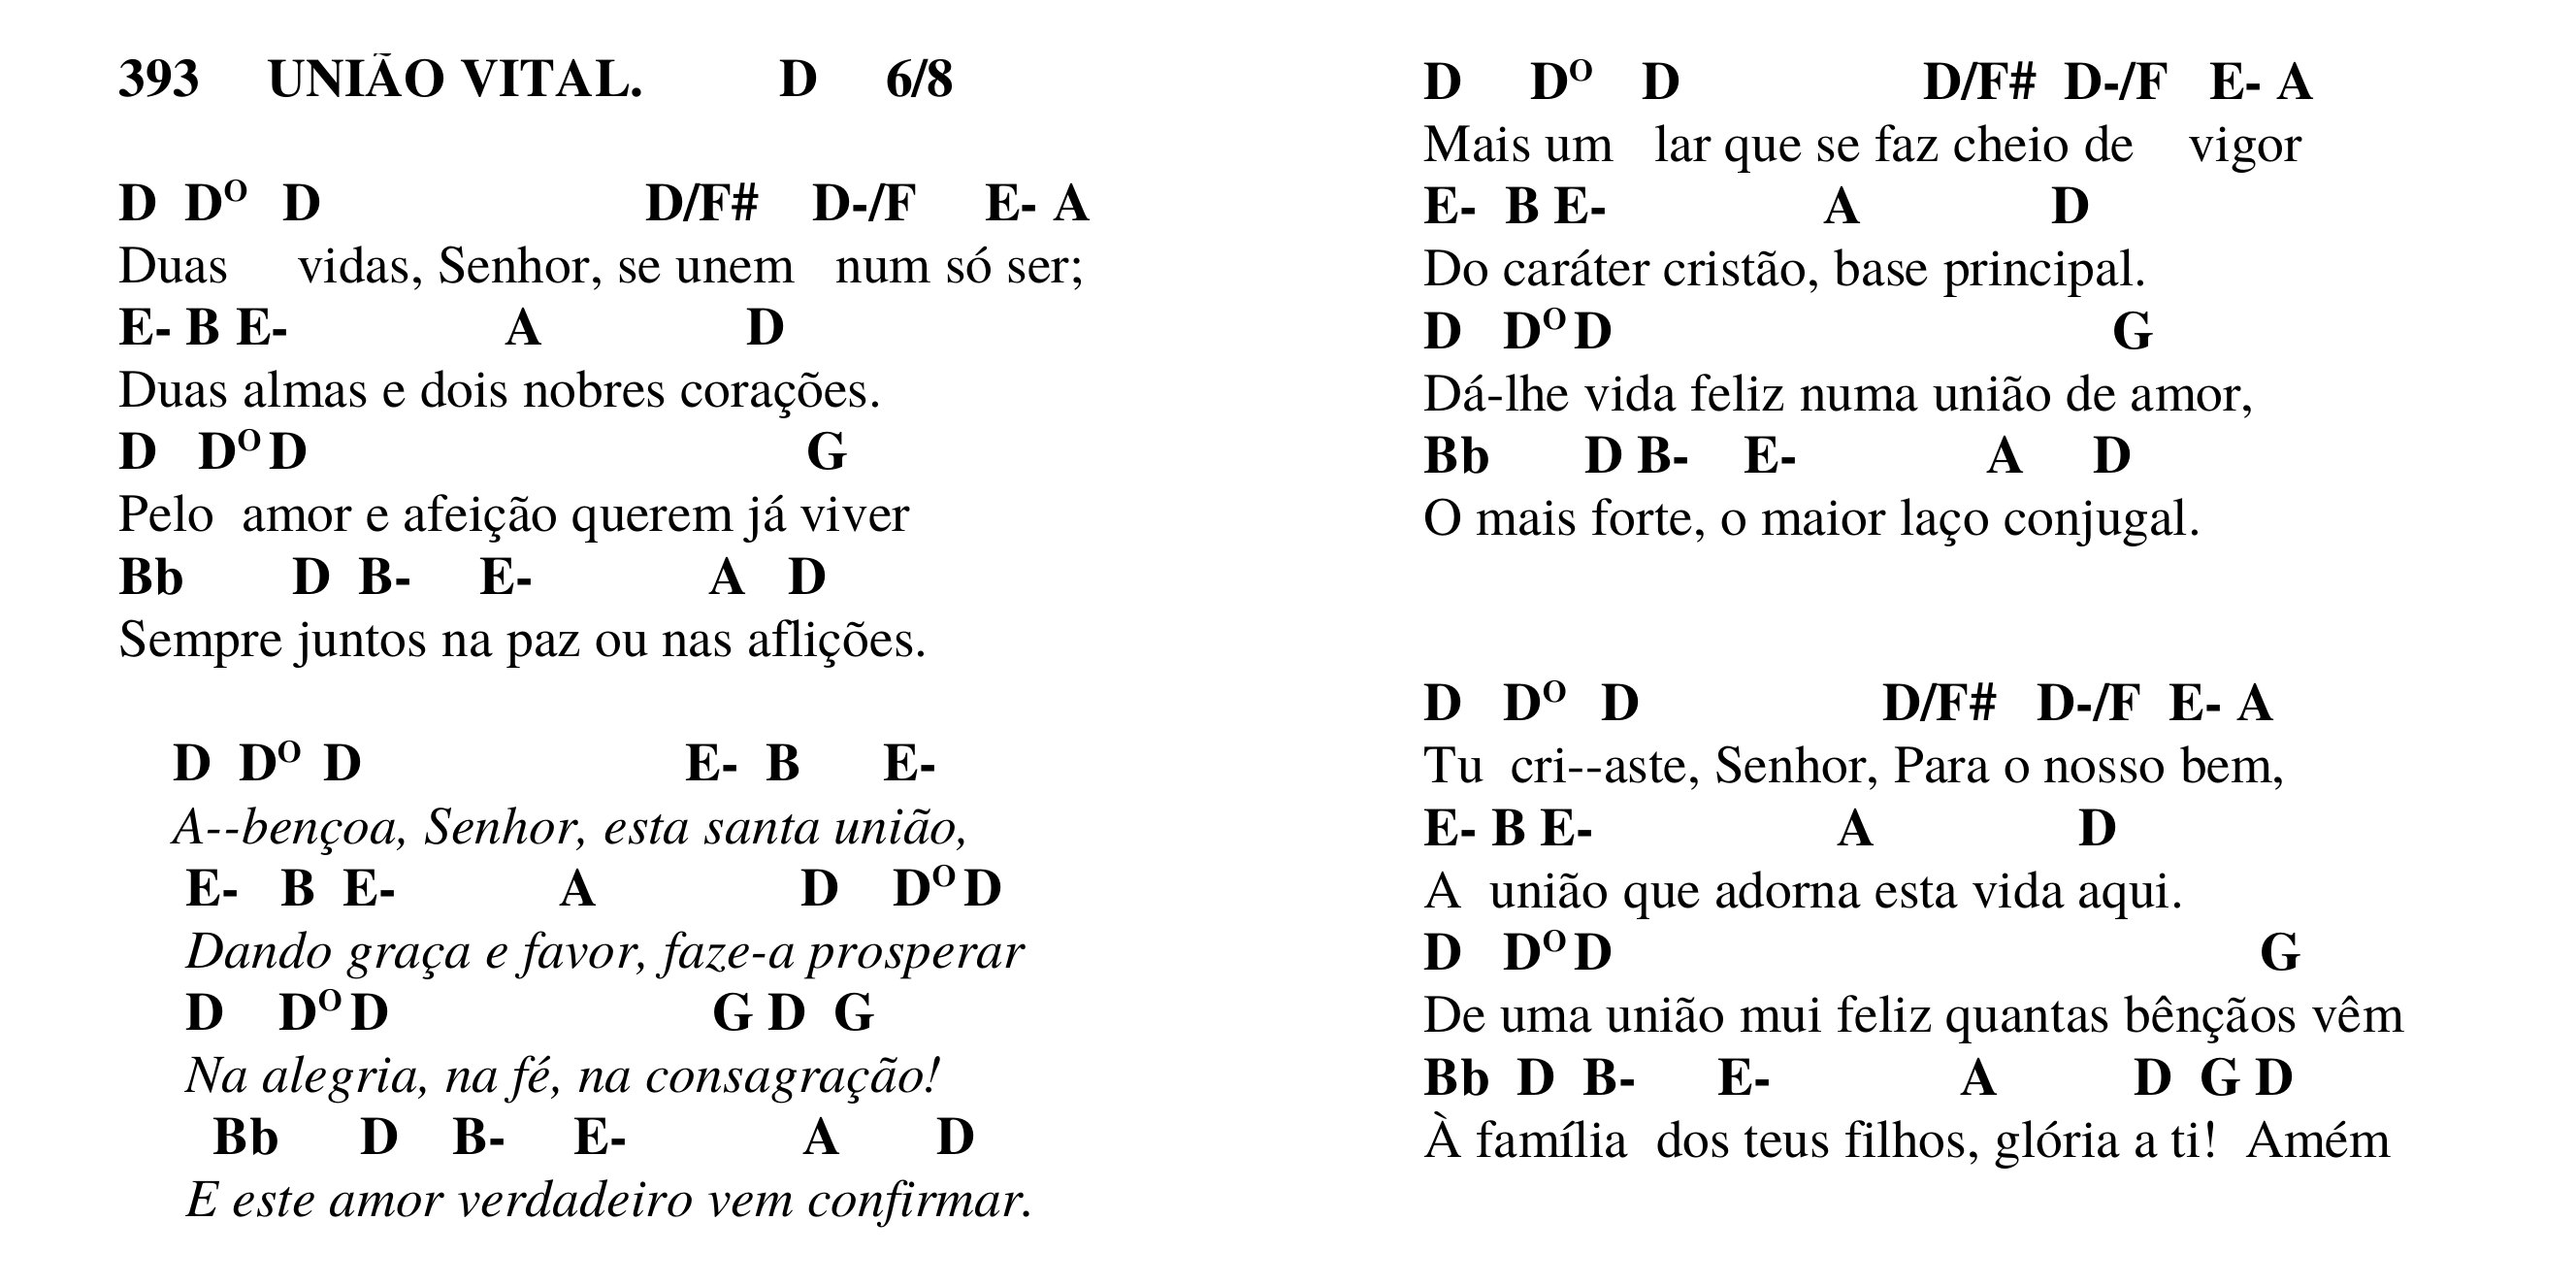 393 UNIÃO VITAL. D 6/8
D Dº D D/F# D-/F E- A
Duas vidas, Senhor, se unem num só ser;
E- B E- A D
Duas almas e dois nobres corações.
D Dº D G
Pelo amor e afeição querem já viver
Bb D B- E- A D
Sempre juntos na paz ou nas aflições.
D Dº D E- B E-
A--bençoa, Senhor, esta santa união,
E- B E- A D Dº D
Dando graça e favor, faze-a prosperar
D Dº D G D G
Na alegria, na fé, na consagração!
Bb D B- E- A D
E este amor verdadeiro vem confirmar.
D Dº D D/F# D-/F E- A
Mais um lar que se faz cheio de vigor
E- B E- A D
Do caráter cristão, base principal.
D Dº D G
Dá-lhe vida feliz numa união de amor,
Bb D B- E- A D
O mais forte, o maior laço conjugal.
D Dº D D/F# D-/F E- A
Tu cri--aste, Senhor, Para o nosso bem,
E- B E- A D
A união que adorna esta vida aqui.
D Dº D G
De uma união mui feliz quantas bênçãos vêm
Bb D B- E- A D G D
À família dos teus filhos, glória a ti! Amém